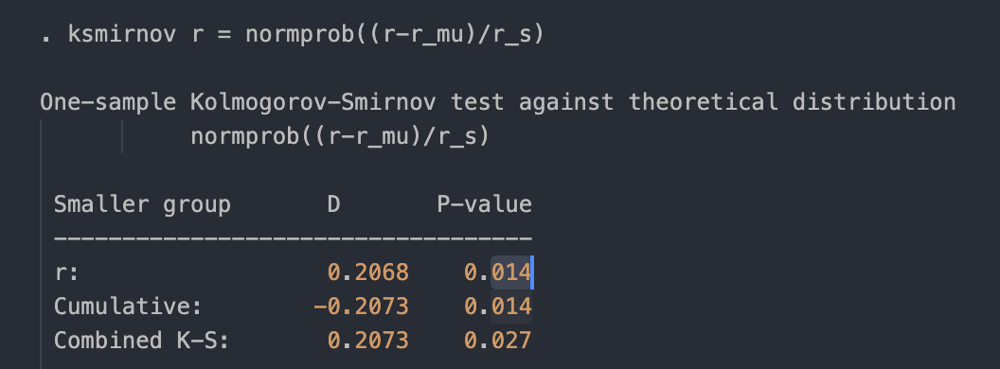 . ksmirnov r = normprob((r-r_mu)/r_s)
One-sample Kolmogorov-Smirnov test against theoretical distribution
normprob((r-r_mu)/r_s)
Smaller group D P-value
-----------------------------------
r: 0.2068 0.014
Cumulative: -0.2073 0.014
Combined K-S: 0.2073 0.027